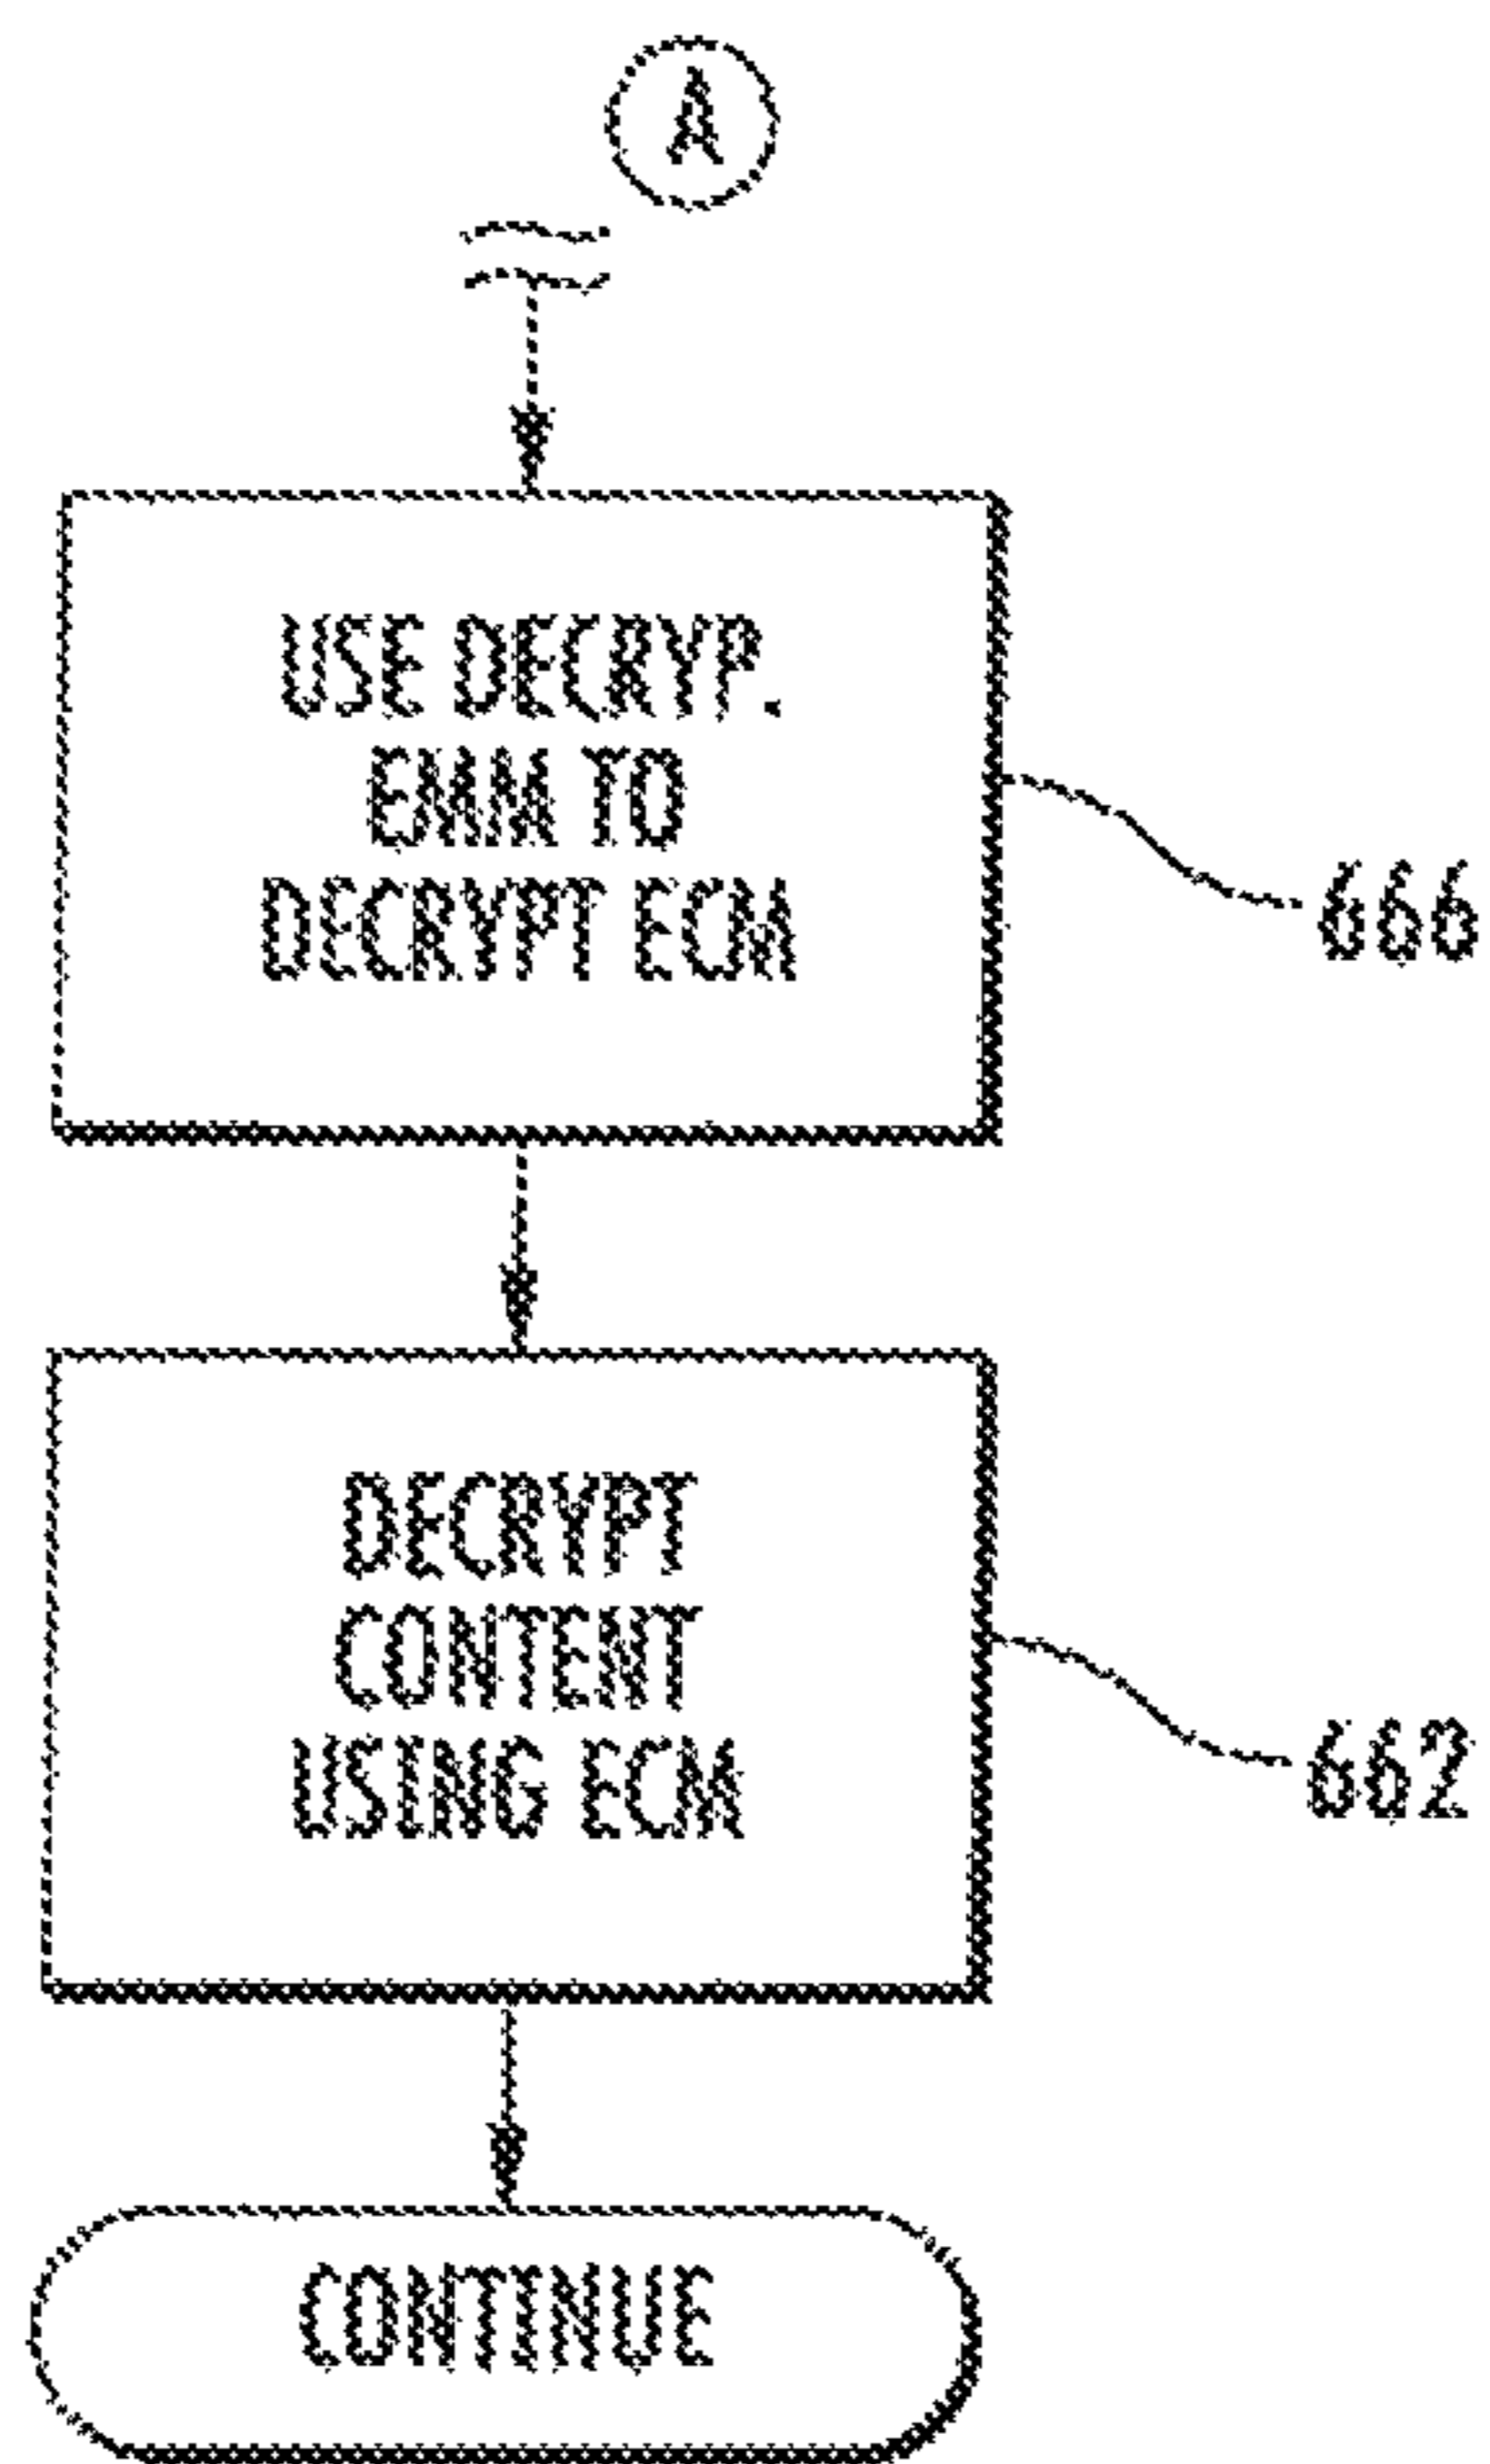 A
USE DECRYP.
EMM TO
DECRYPT ECM
666
DECRYPT
CONTENT
USING ECM
662
CONTINUE